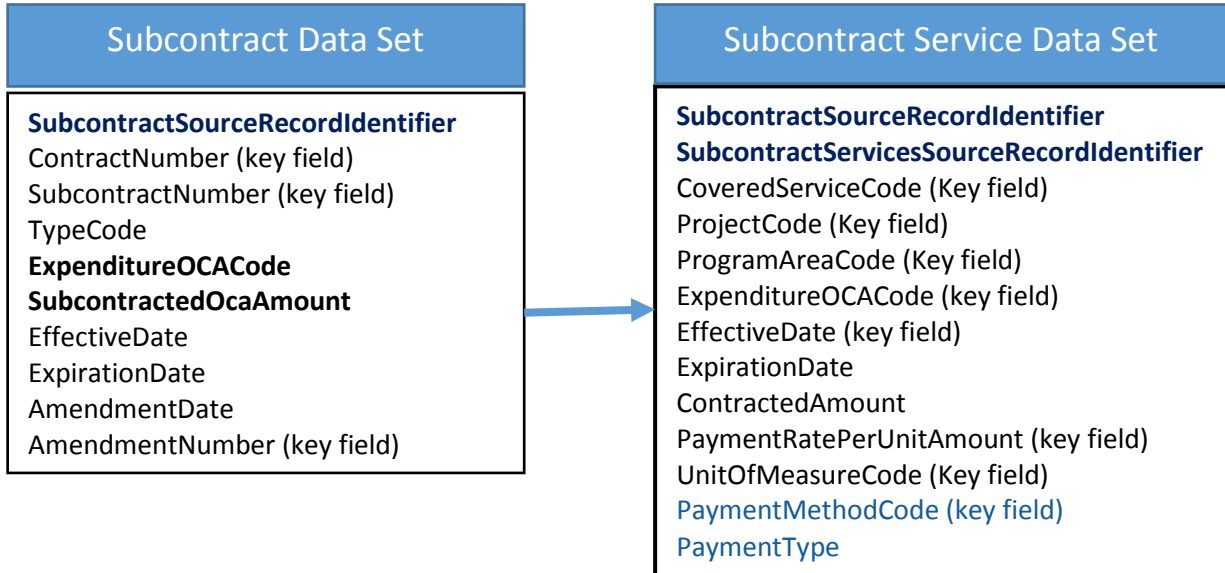 Subcontract Data Set
SubcontractSourceRecordIdentifier
ContractNumber (key field)
SubcontractNumber (key field)
TypeCode
ExpenditureOCACode
SubcontractedOcaAmount
EffectiveDate
ExpirationDate
AmendmentDate
AmendmentNumber (key field)
Subcontract Service Data Set
SubcontractSourceRecordIdentifier
SubcontractServicesSourceRecordIdentifier
CoveredServiceCode (Key field)
ProjectCode (Key field)
ProgramAreaCode (Key field)
ExpenditureOCACode (key field)
EffectiveDate (key field)
ExpirationDate
ContractedAmount
PaymentRatePerUnitAmount (key field)
UnitOfMeasureCode (Key field)
PaymentMethodCode (key field)
PaymentType